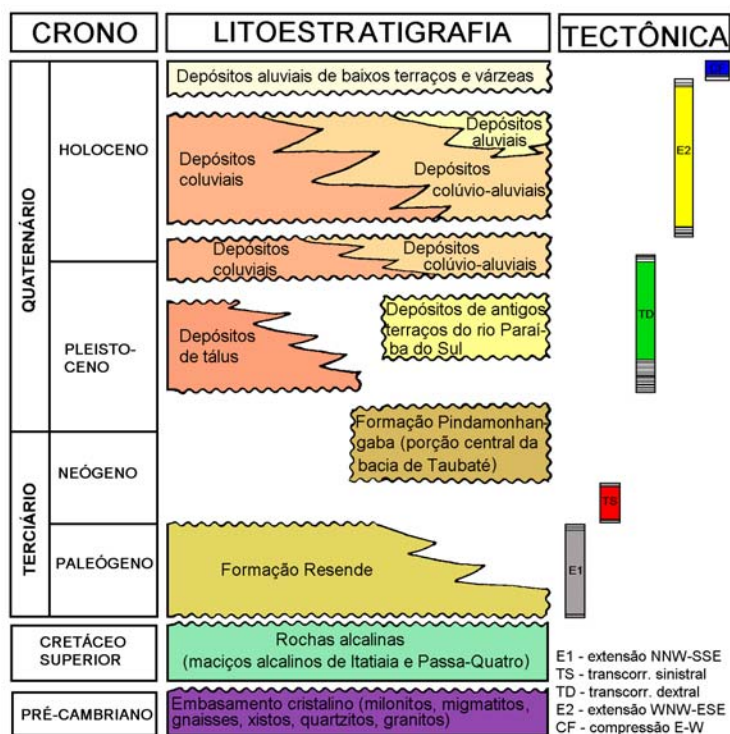 CRONO
LITOESTRATIGRAFIA
TECTÔNICA
QUATERNÁRIO
HOLOCENO
PLEISTO-
CENO
TERCIÁRIO
NEÓGENO
PALEÓGENO
CRETÁCEO
SUPERIOR
PRÉ-CAMBRIANO
Depósitos aluviais de baixos terraços e várzeas
Depósitos
coluviais
Depósitos
aluviais
Depósitos
colúvio-aluviais
Depósitos
coluviais
Depósitos
colúvio-aluviais
Depósitos
de tálus
Depósitos de antigos
terraços do rio Paraí-
ba do Sul
Formação Pindamonhan-
gaba (porção central da
bacia de Taubaté)
Formação Resende
Rochas alcalinas
(maciços alcalinos de Itatiaia e Passa-Quatro)
Embasamento cristalino (milonitos, migmatitos,
gnaisses, xistos, quartzitos, granitos)
CF
E2
TD
TS
E1
E1 - extensão NNW-SSE
TS - transcorr. sinistral
TD - transcorr. dextral
E2 - extensão WNW-ESE
CF - compressão E-W